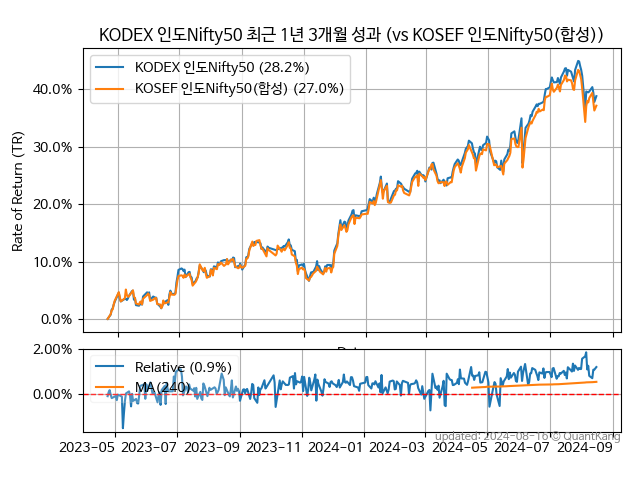 KODEX 인도Nifty50 최근 1년 3개월 성과 (vs KOSEF 인도Nifty50(합성))
KODEX 인도Nifty50 (28.2%)
KOSEF 인도Nifty50(합성) (27.0%)
Rate of Return (TR)
40.0%
30.0%
20.0%
10.0%
0.0%
2.00%
0.00%
Relative (0.9%)
MA(240)
2023-05 2023-07 2023-09 2023-11 2024-01 2024-03 2024-05 2024-07 2024-09
updated: 2024-08-16 © QuantKang